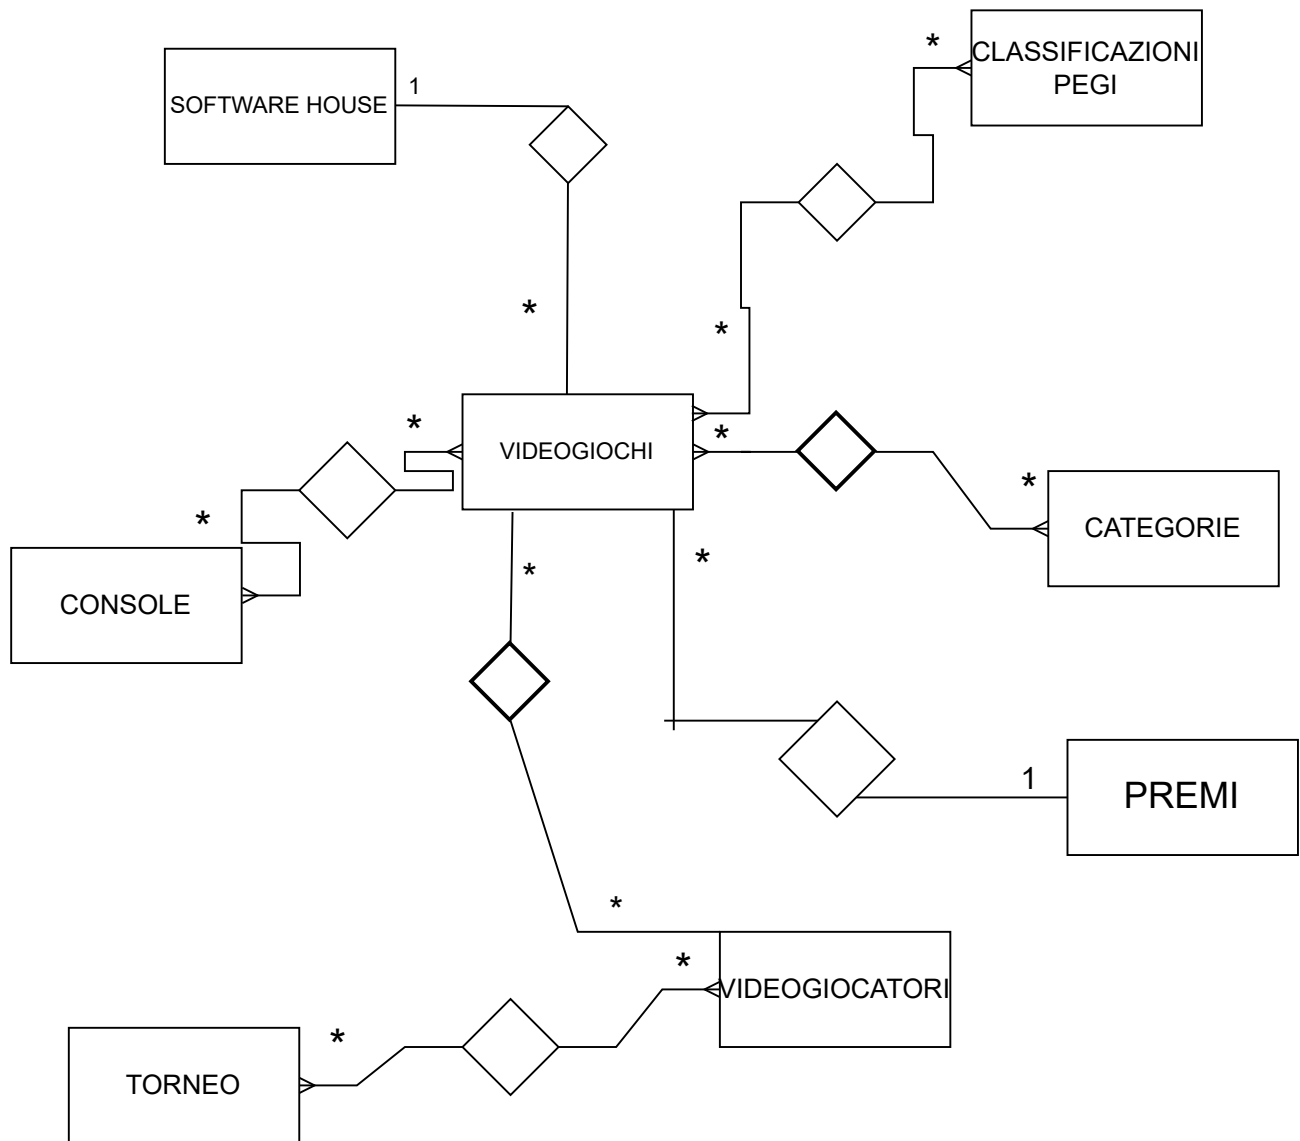 CLASSIFICAZIONI
PEGI
*
SOFTWARE HOUSE
1
*
*
VIDEOGIOCHI
*
*
*
CATEGORIE
*
CONSOLE
*
*
1
PREMI
*
*
VIDEOGIOCATORI
*
TORNEO